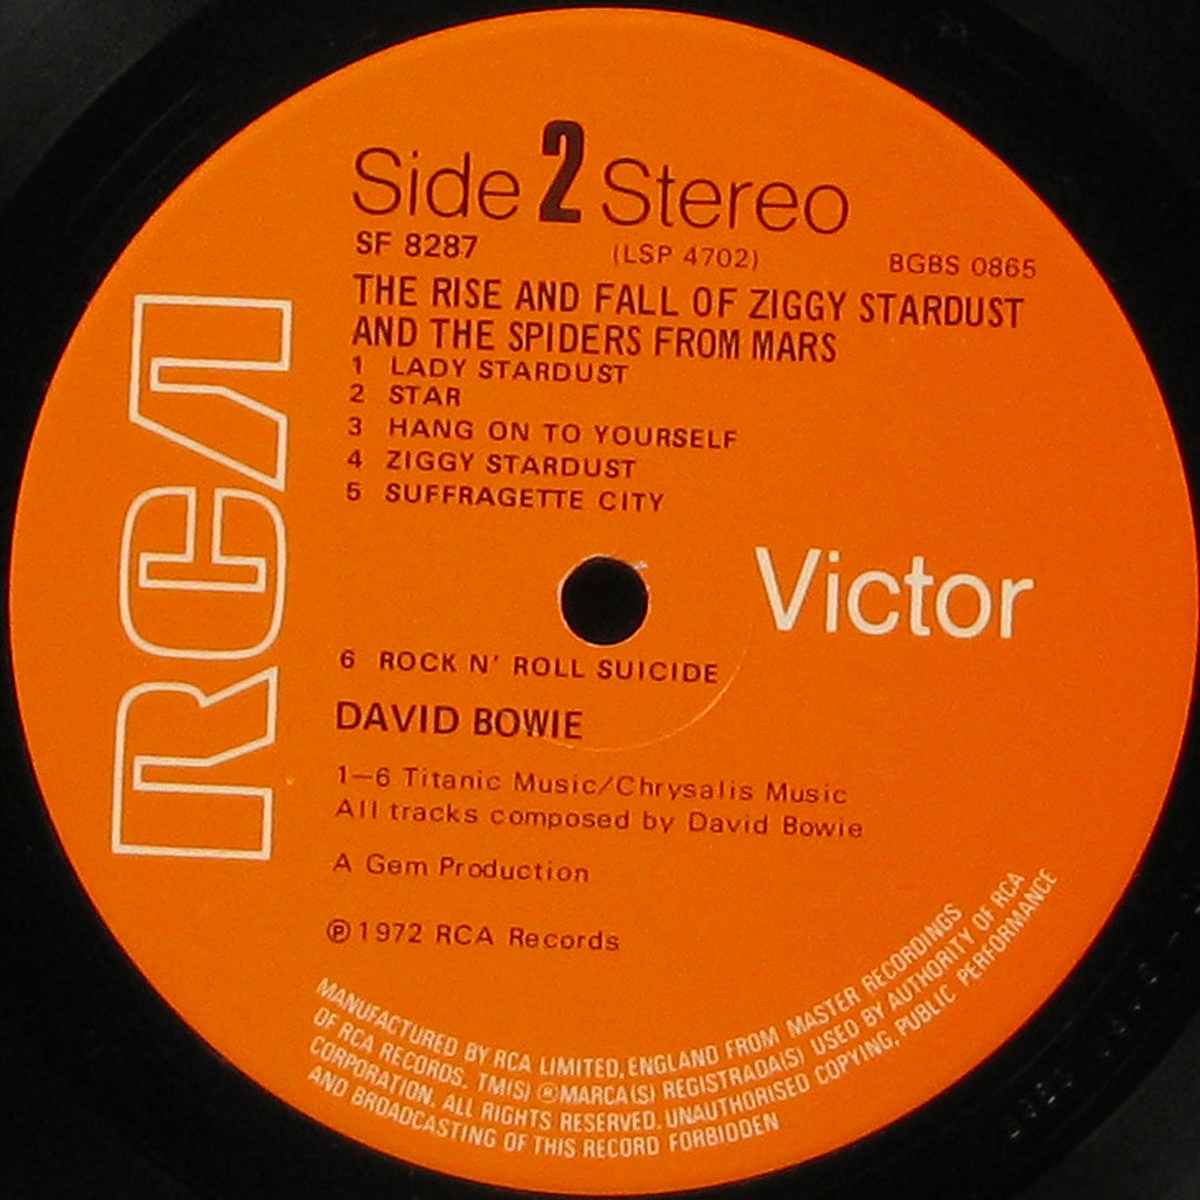 Side 2 Stereo
SF 8287 (LSP 4702) BGBS 0865
THE RISE AND FALL OF ZIGGY STARDUST
AND THE SPIDERS FROM MARS
1 LADY STARDUST
2 STAR
3 HANG ON TO YOURSELF
4 ZIGGY STARDUST
5 SUFFRAGETTE CITY
RCA
Victor
6 ROCK N' ROLL SUICIDE
DAVID BOWIE
1—6 Titanic Music/Chrysalis Music
All tracks composed by David Bowie
A Gem Production
℗ 1972 RCA Records
MANUFACTURED BY RCA LIMITED, ENGLAND FROM MASTER RECORDINGS
OF RCA RECORDS. TM(S) ® MARCA(S) REGISTRADA(S) USED BY AUTHORITY OF RCA
CORPORATION. ALL RIGHTS RESERVED. UNAUTHORISED COPYING, PUBLIC PERFORMANCE
AND BROADCASTING OF THIS RECORD FORBIDDEN